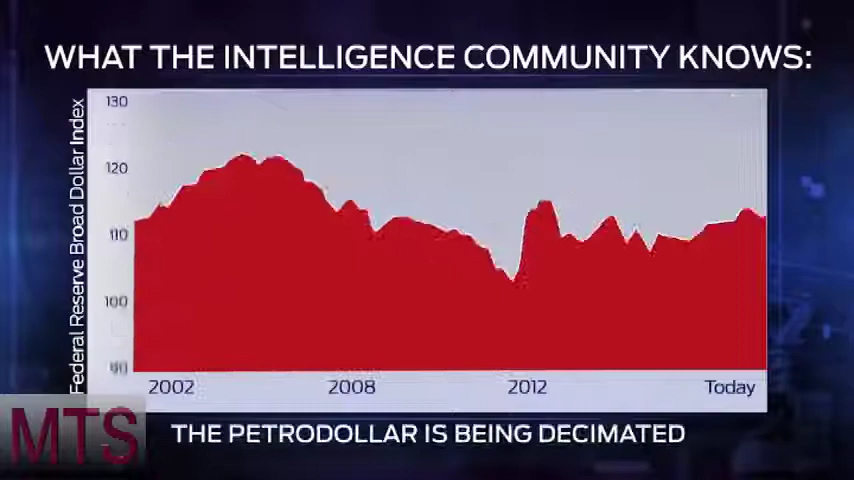 WHAT THE INTELLIGENCE COMMUNITY KNOWS:
Federal Reserve Broad Dollar Index
130
120
110
100
90
2002 2008 2012 Today
MTS
THE PETRODOLLAR IS BEING DECIMATED